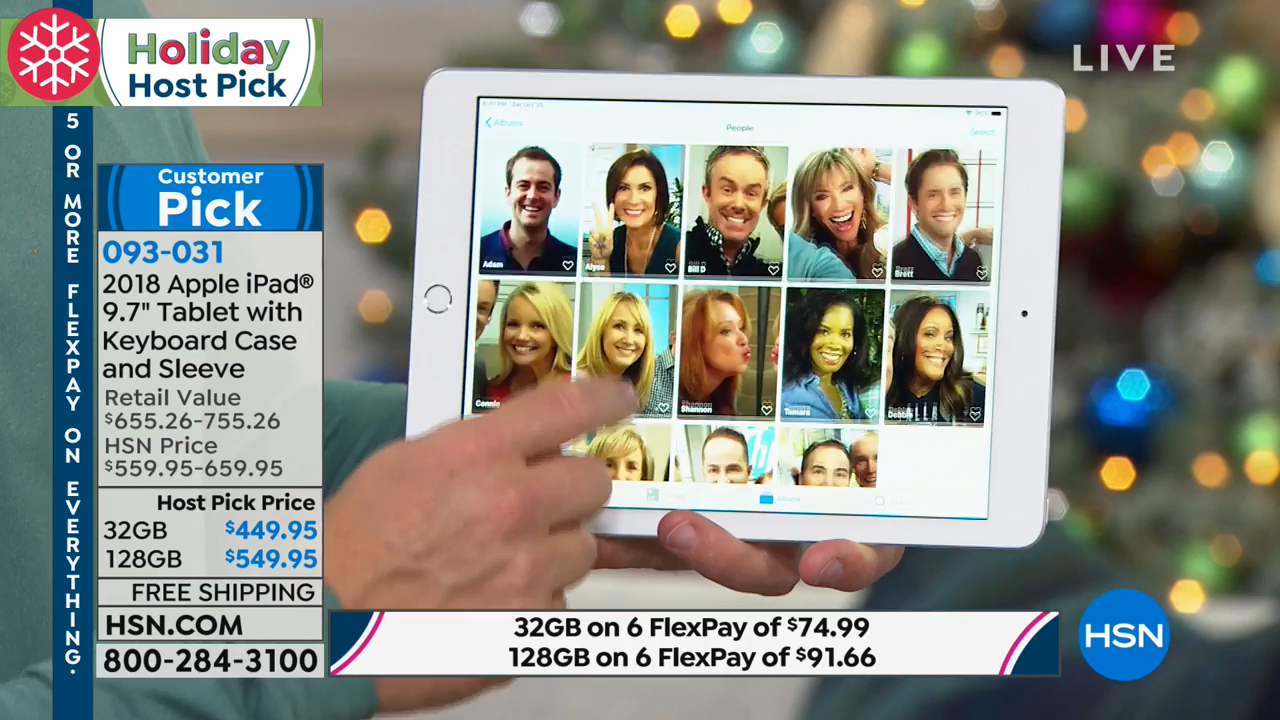 Holiday
Host Pick
LIVE
5 OR MORE FLEXPAY ON EVERYTHING.
Customer
Pick
093-031
2018 Apple iPad®
9.7" Tablet with
Keyboard Case
and Sleeve
Retail Value
$655.26-755.26
HSN Price
$559.95-659.95
Host Pick Price
32GB $449.95
128GB $549.95
FREE SHIPPING
HSN.COM
800-284-3100
Albums
People
Select
Adam
Alyce
Bill D
Brett
Connie
Shannon
Tamara
Debbie
Albums
32GB on 6 FlexPay of $74.99
128GB on 6 FlexPay of $91.66
HSN